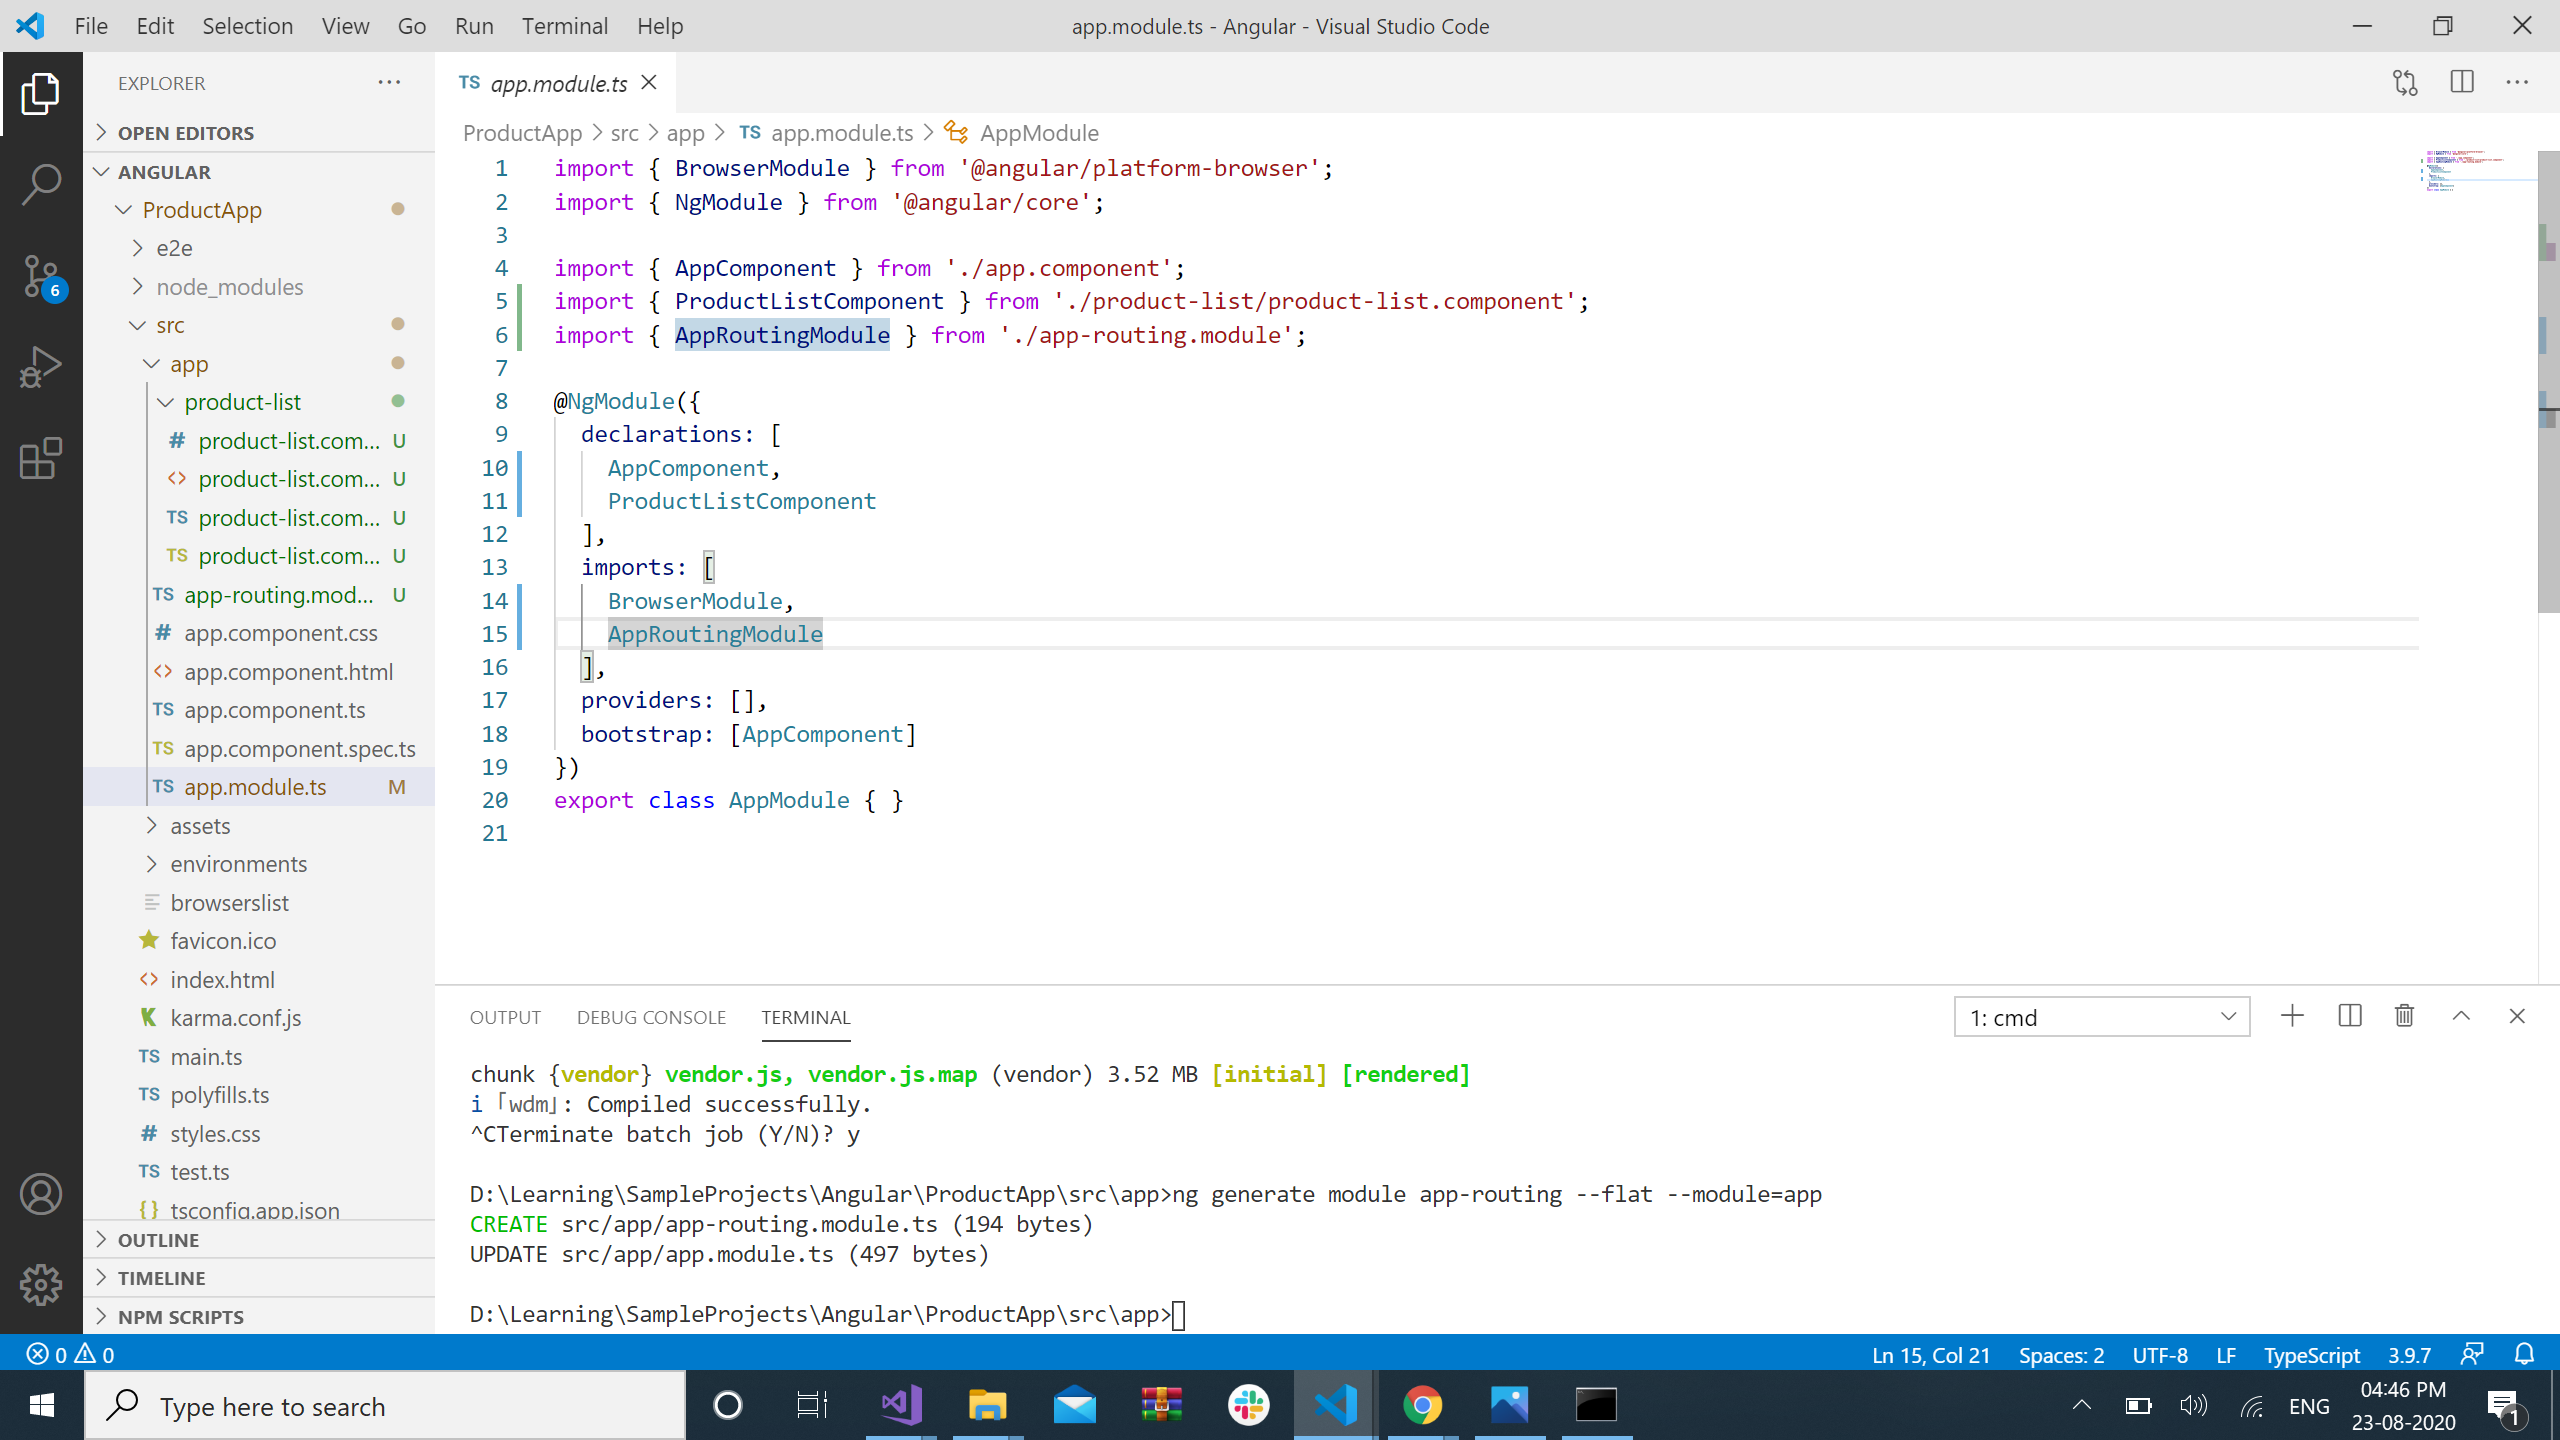 File Edit Selection View Go Run Terminal Help
app.module.ts - Angular - Visual Studio Code
EXPLORER
OPEN EDITORS
ANGULAR
ProductApp
e2e
node_modules
src
app
product-list
# product-list.com... U
<> product-list.com... U
TS product-list.com... U
TS product-list.com... U
TS app-routing.mod... U
# app.component.css
<> app.component.html
TS app.component.ts
TS app.component.spec.ts
TS app.module.ts M
assets
environments
browserslist
favicon.ico
<> index.html
karma.conf.js
TS main.ts
TS polyfills.ts
# styles.css
TS test.ts
{} tsconfig.app.json
OUTLINE
TIMELINE
NPM SCRIPTS
6
TS app.module.ts
ProductApp > src > app > TS app.module.ts > AppModule
1 import { BrowserModule } from '@angular/platform-browser';
2 import { NgModule } from '@angular/core';
3
4 import { AppComponent } from './app.component';
5 import { ProductListComponent } from './product-list/product-list.component';
6 import { AppRoutingModule } from './app-routing.module';
7
8 @NgModule({
9 declarations: [
10 AppComponent,
11 ProductListComponent
12 ],
13 imports: [
14 BrowserModule,
15 AppRoutingModule
16 ],
17 providers: [],
18 bootstrap: [AppComponent]
19 })
20 export class AppModule { }
21
OUTPUT DEBUG CONSOLE TERMINAL
1: cmd
chunk {vendor} vendor.js, vendor.js.map (vendor) 3.52 MB [initial] [rendered]
i ｢wdm｣: Compiled successfully.
^CTerminate batch job (Y/N)? y
D:\Learning\SampleProjects\Angular\ProductApp\src\app>ng generate module app-routing --flat --module=app
CREATE src/app/app-routing.module.ts (194 bytes)
UPDATE src/app/app.module.ts (497 bytes)
D:\Learning\SampleProjects\Angular\ProductApp\src\app>
0 0
Ln 15, Col 21 Spaces: 2 UTF-8 LF TypeScript 3.9.7
Type here to search
ENG
04:46 PM
23-08-2020
1